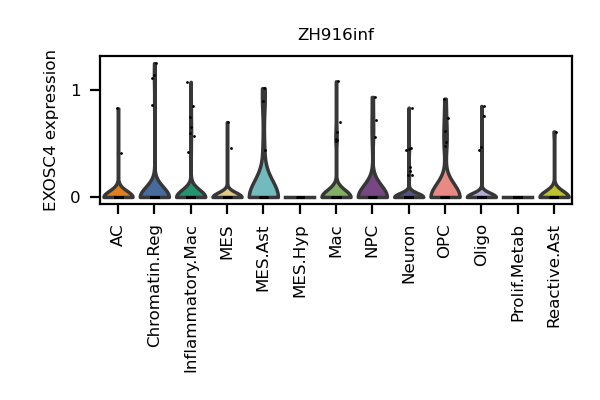 ZH916inf
EXOSC4 expression
1
0
AC
Chromatin.Reg
Inflammatory.Mac
MES
MES.Ast
MES.Hyp
Mac
NPC
Neuron
OPC
Oligo
Prolif.Metab
Reactive.Ast